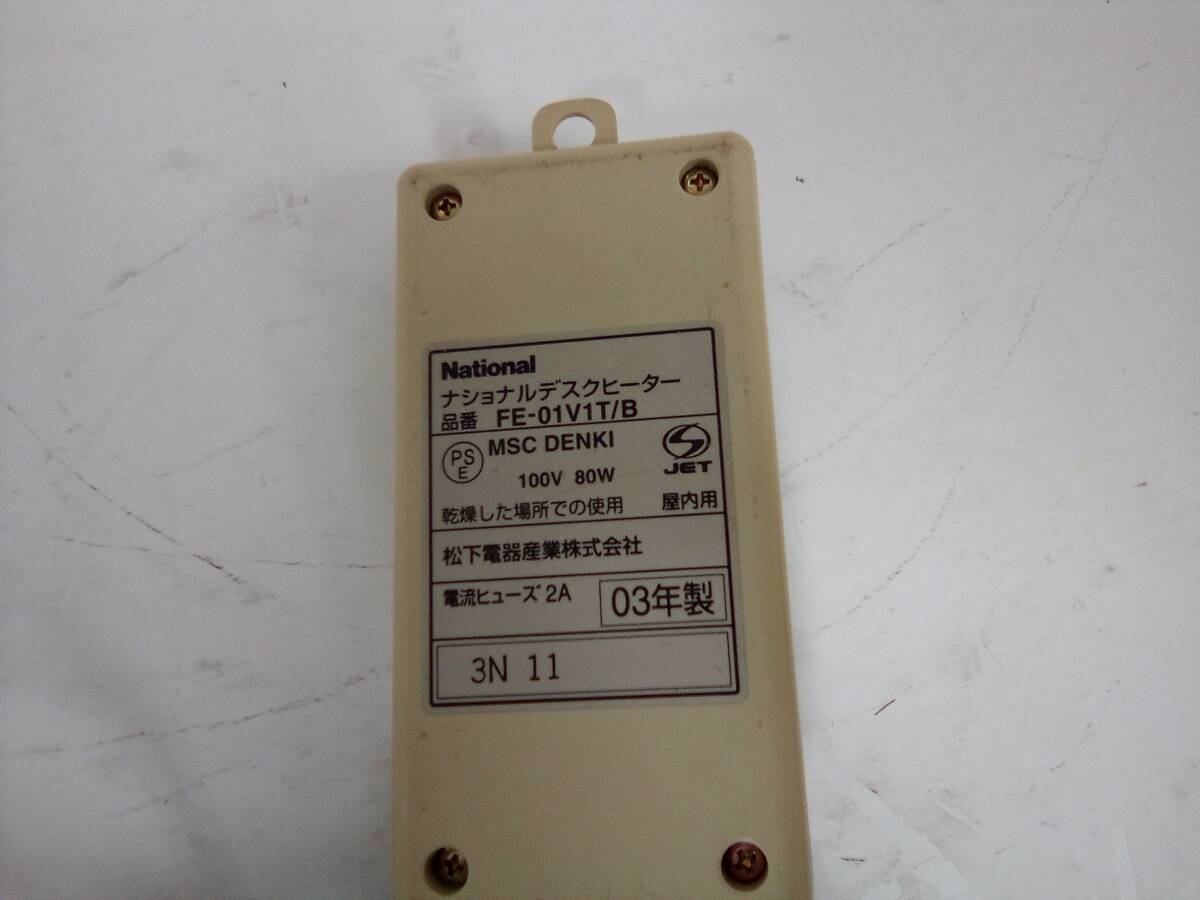 National
ナショナルデスクヒーター
品番 FE-01V1T/B
PS
E
MSC DENKI
JET
100V 80W
乾燥した場所での使用 屋内用
松下電器産業株式会社
電流ヒューズ 2A 03年製
3N 11